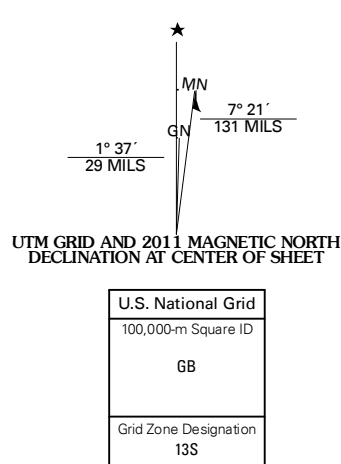 MN
GN
7° 21´
131 MILS
1° 37´
29 MILS
UTM GRID AND 2011 MAGNETIC NORTH
DECLINATION AT CENTER OF SHEET
U.S. National Grid
100,000-m Square ID
GB
Grid Zone Designation
13S